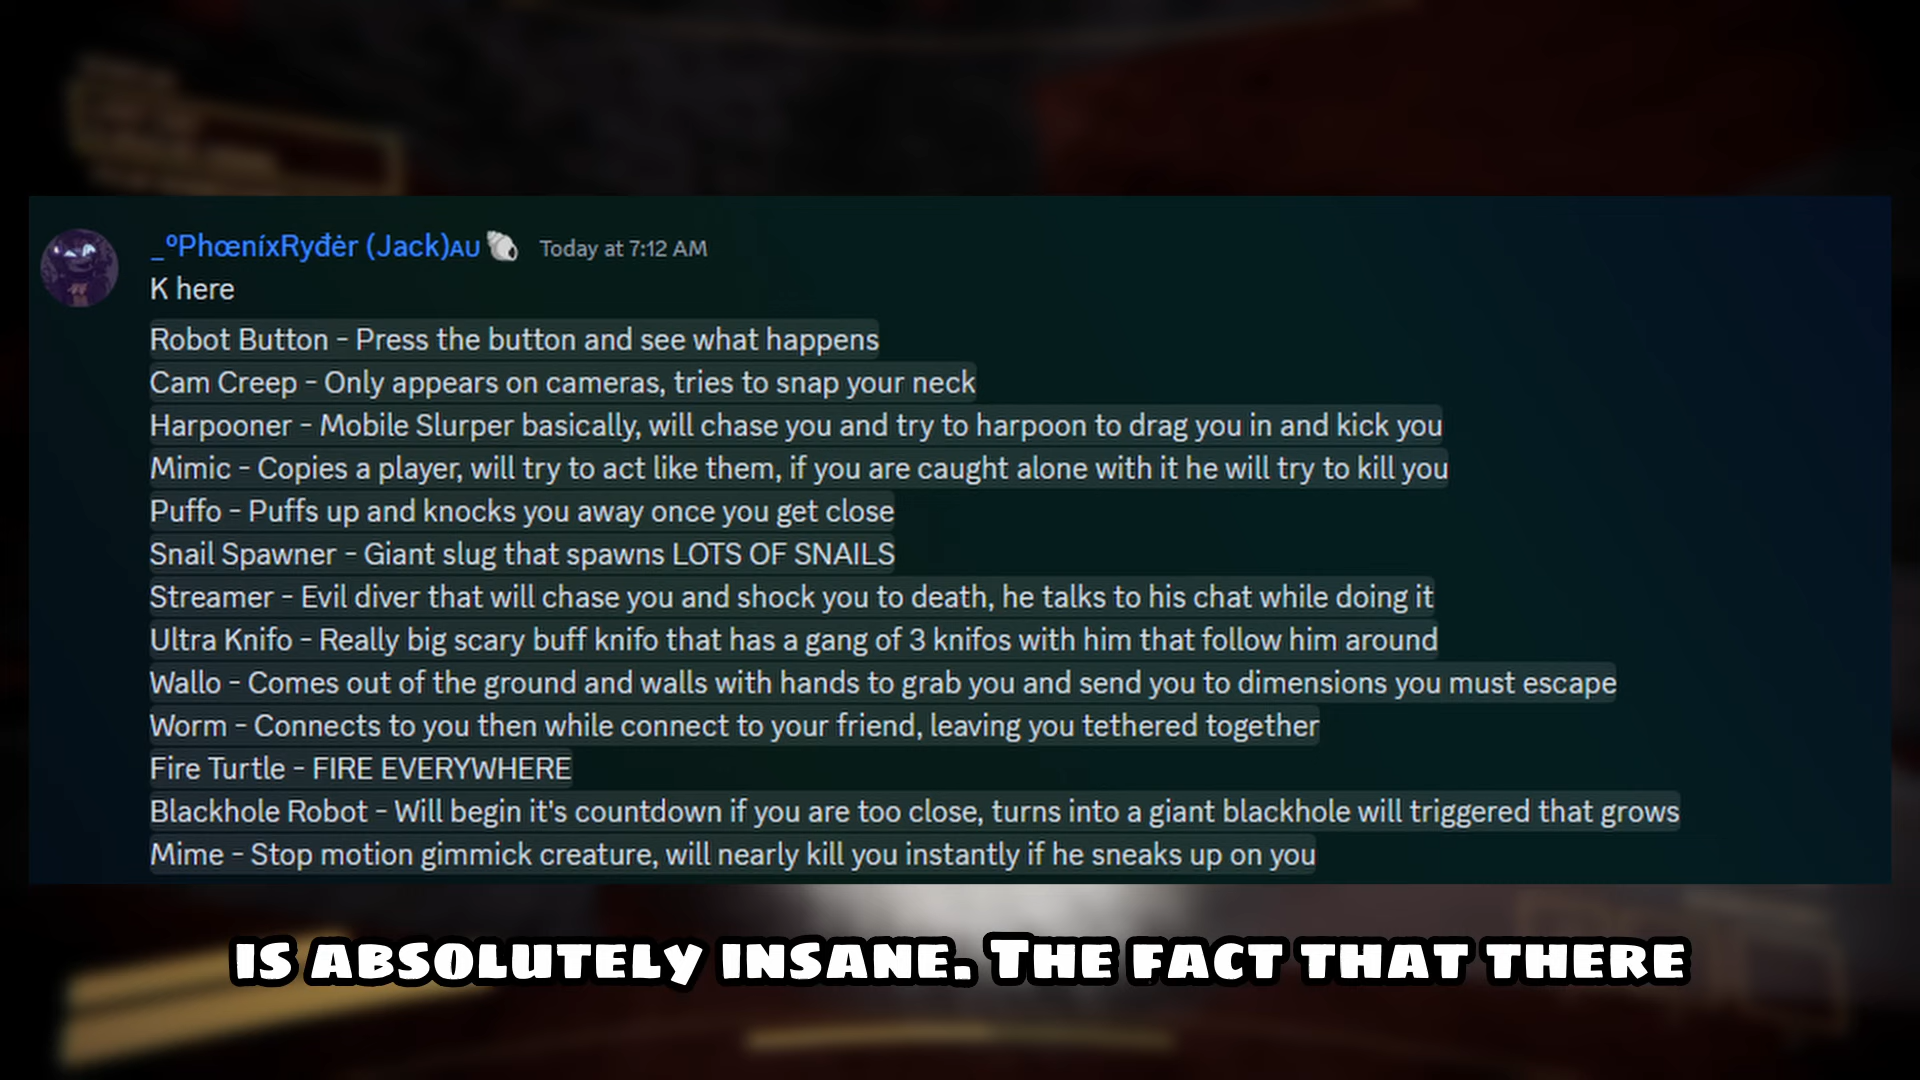 _ºPhœníxRyđėr (Jack)AU Today at 7:12 AM
K here
Robot Button - Press the button and see what happens
Cam Creep - Only appears on cameras, tries to snap your neck
Harpooner - Mobile Slurper basically, will chase you and try to harpoon to drag you in and kick you
Mimic - Copies a player, will try to act like them, if you are caught alone with it he will try to kill you
Puffo - Puffs up and knocks you away once you get close
Snail Spawner - Giant slug that spawns LOTS OF SNAILS
Streamer - Evil diver that will chase you and shock you to death, he talks to his chat while doing it
Ultra Knifo - Really big scary buff knifo that has a gang of 3 knifos with him that follow him around
Wallo - Comes out of the ground and walls with hands to grab you and send you to dimensions you must escape
Worm - Connects to you then while connect to your friend, leaving you tethered together
Fire Turtle - FIRE EVERYWHERE
Blackhole Robot - Will begin it's countdown if you are too close, turns into a giant blackhole will triggered that grows
Mime - Stop motion gimmick creature, will nearly kill you instantly if he sneaks up on you
IS ABSOLUTELY INSANE. THE FACT THAT THERE